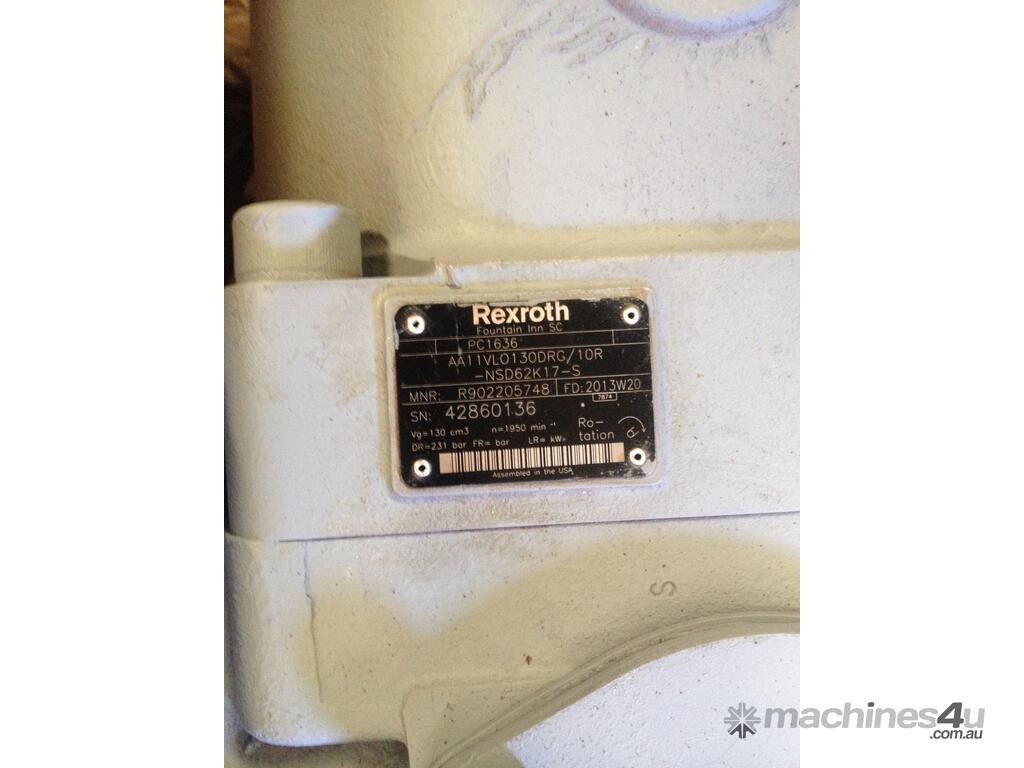 Rexroth
Fountain Inn SC
PC1636
AA11VLO130DRG/10R
-NSD62K17-S
MNR: R902205748 FD: 2013W20
7874
SN: 42860136
Vg=130 cm3 n=1950 min -1 Ro-
DR=231 bar FR= bar LR= kW tation
Assembled in the USA
S
machines4u
.com.au